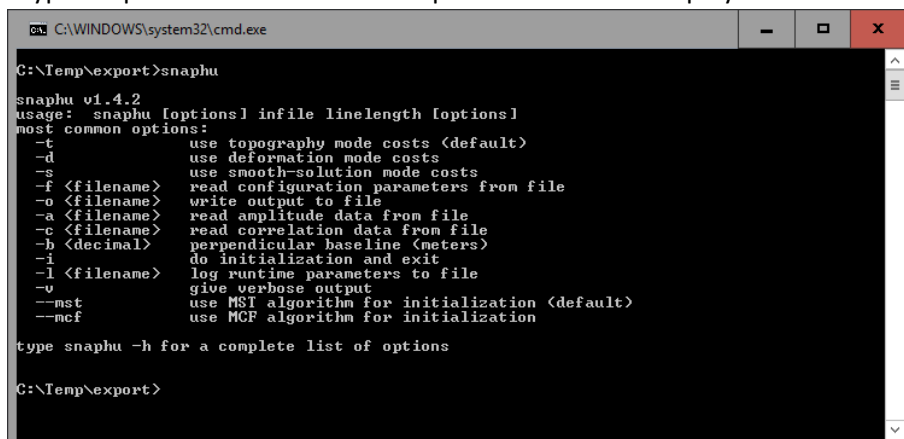 C:\WINDOWS\system32\cmd.exe
C:\Temp\export>snaphu
snaphu v1.4.2
usage:  snaphu [options] infile linelength [options]
most common options:
  -t              use topography mode costs (default)
  -d              use deformation mode costs
  -s              use smooth-solution mode costs
  -f <filename>   read configuration parameters from file
  -o <filename>   write output to file
  -a <filename>   read amplitude data from file
  -c <filename>   read correlation data from file
  -b <decimal>    perpendicular baseline (meters)
  -i              do initialization and exit
  -l <filename>   log runtime parameters to file
  -v              give verbose output
  --mst           use MST algorithm for initialization (default)
  --mcf           use MCF algorithm for initialization
type snaphu -h for a complete list of options
C:\Temp\export>